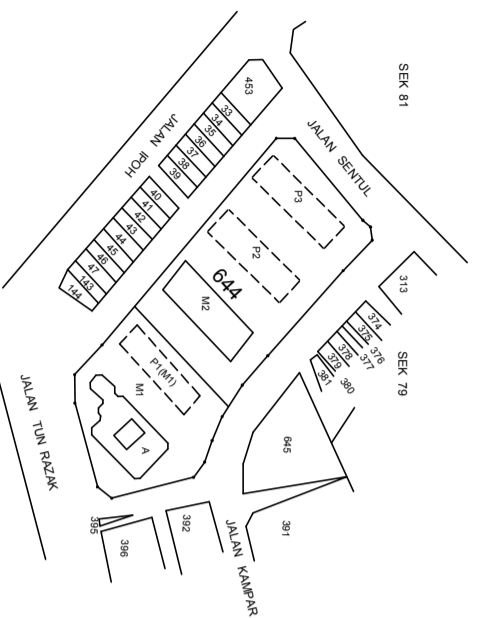 SEK 81
JALAN SENTUL
453
33
34
35
36
37
38
39
JALAN IPOH
40
41
42
43
44
45
46
47
143
144
P3
P2
644
M2
P1(M1)
M1
A
313
374
375
376
377
378
379
380
381
SEK 79
645
391
392
395
396
JALAN KAMPAR
JALAN TUN RAZAK